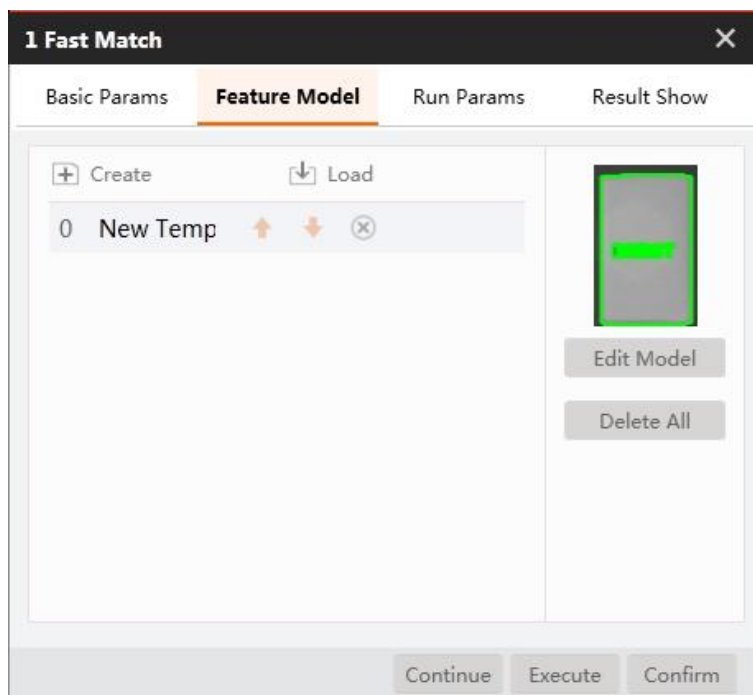 1 Fast Match
Basic Params Feature Model Run Params Result Show
Create Load
0 New Temp
Edit Model
Delete All
Continue Execute Confirm